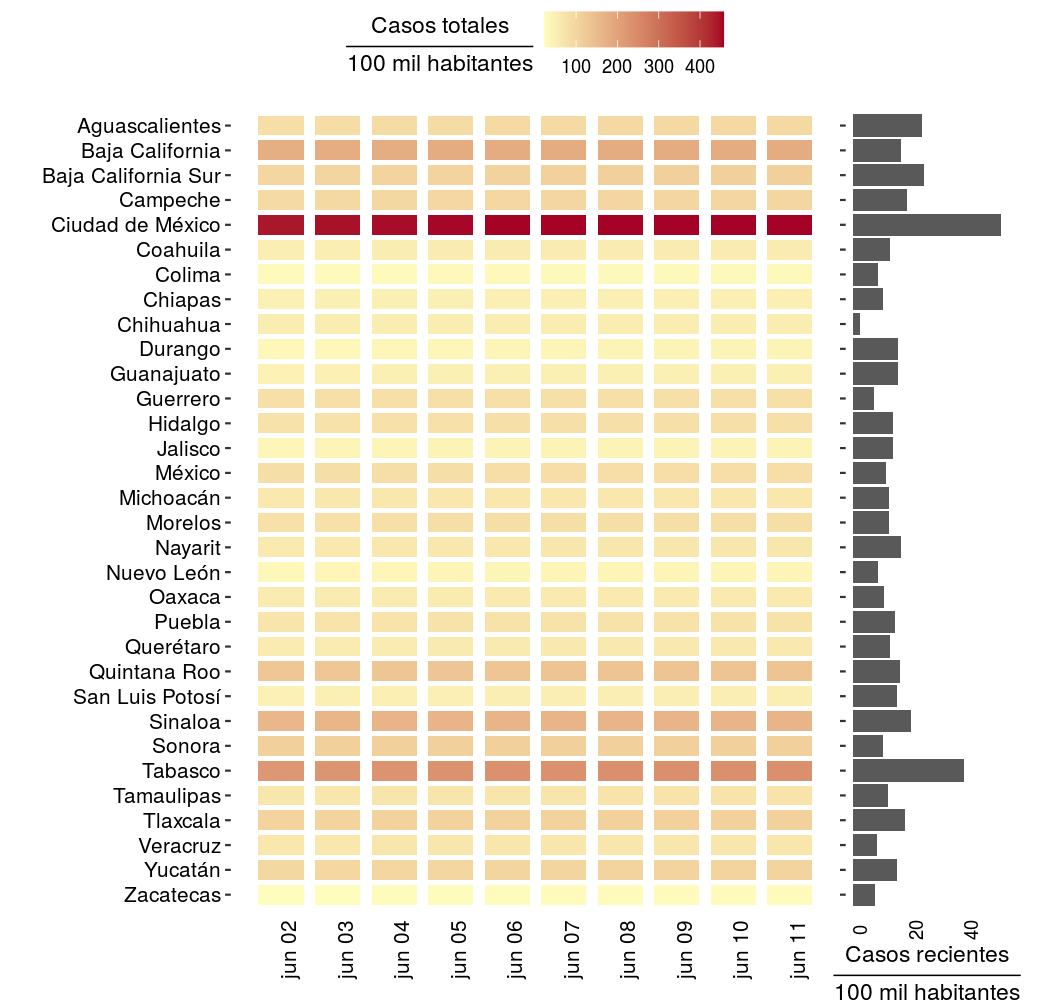 Casos totales
100 mil habitantes
100 200 300 400
Aguascalientes
Baja California
Baja California Sur
Campeche
Ciudad de México
Coahuila
Colima
Chiapas
Chihuahua
Durango
Guanajuato
Guerrero
Hidalgo
Jalisco
México
Michoacán
Morelos
Nayarit
Nuevo León
Oaxaca
Puebla
Querétaro
Quintana Roo
San Luis Potosí
Sinaloa
Sonora
Tabasco
Tamaulipas
Tlaxcala
Veracruz
Yucatán
Zacatecas
jun 02
jun 03
jun 04
jun 05
jun 06
jun 07
jun 08
jun 09
jun 10
jun 11
0
20
40
Casos recientes
100 mil habitantes